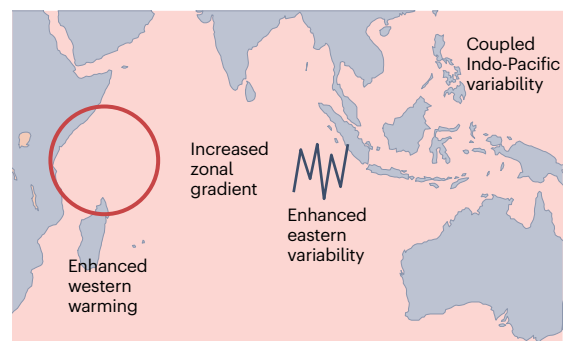 Coupled
Indo-Pacific
variability
Increased
zonal
gradient
Enhanced
eastern
variability
Enhanced
western
warming